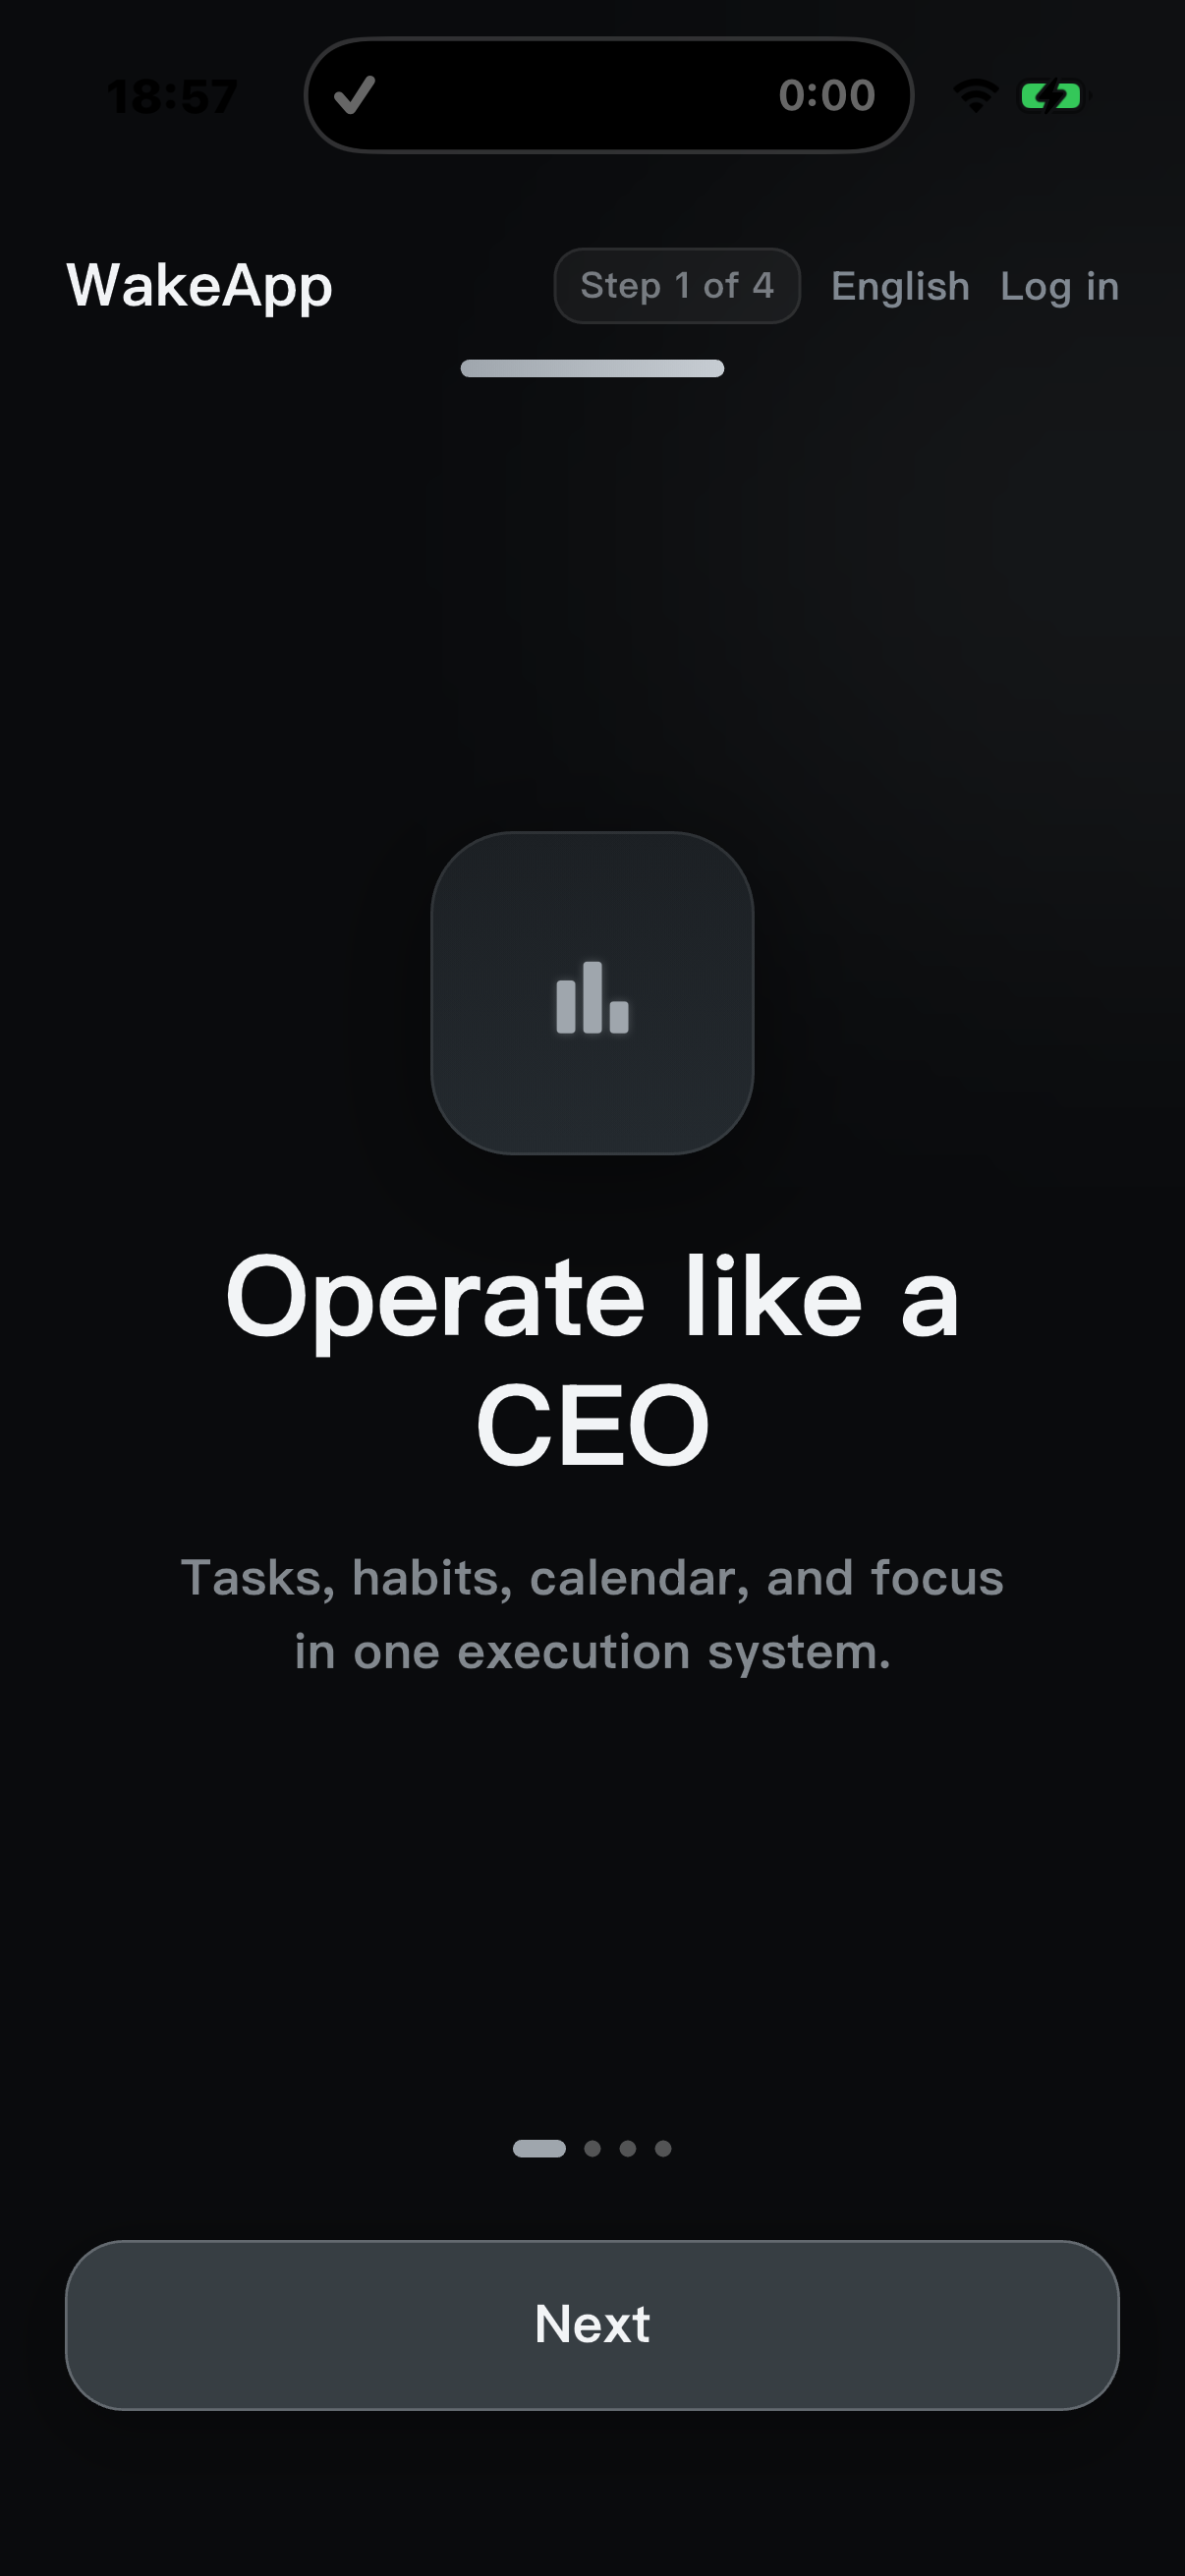 18:57
0:00
WakeApp
Step 1 of 4
English
Log in
Operate like a
CEO
Tasks, habits, calendar, and focus
in one execution system.
Next